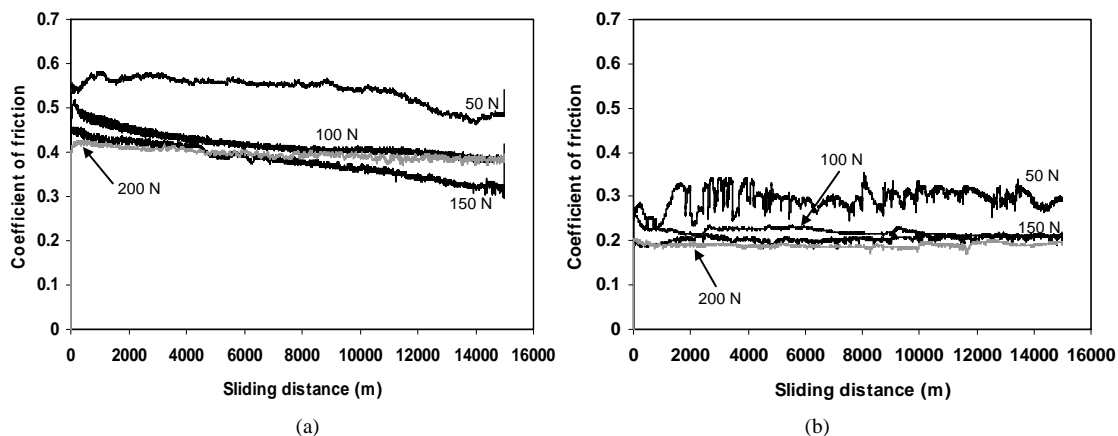 0.7
0.6
0.5
0.4
0.3
0.2
0.1
0
Coefficient of friction
50 N
100 N
150 N
200 N
0 2000 4000 6000 8000 10000 12000 14000 16000
Sliding distance (m)
(a)
0.7
0.6
0.5
0.4
0.3
0.2
0.1
0
Coefficient of friction
100 N
50 N
150 N
200 N
0 2000 4000 6000 8000 10000 12000 14000 16000
Sliding distance (m)
(b)